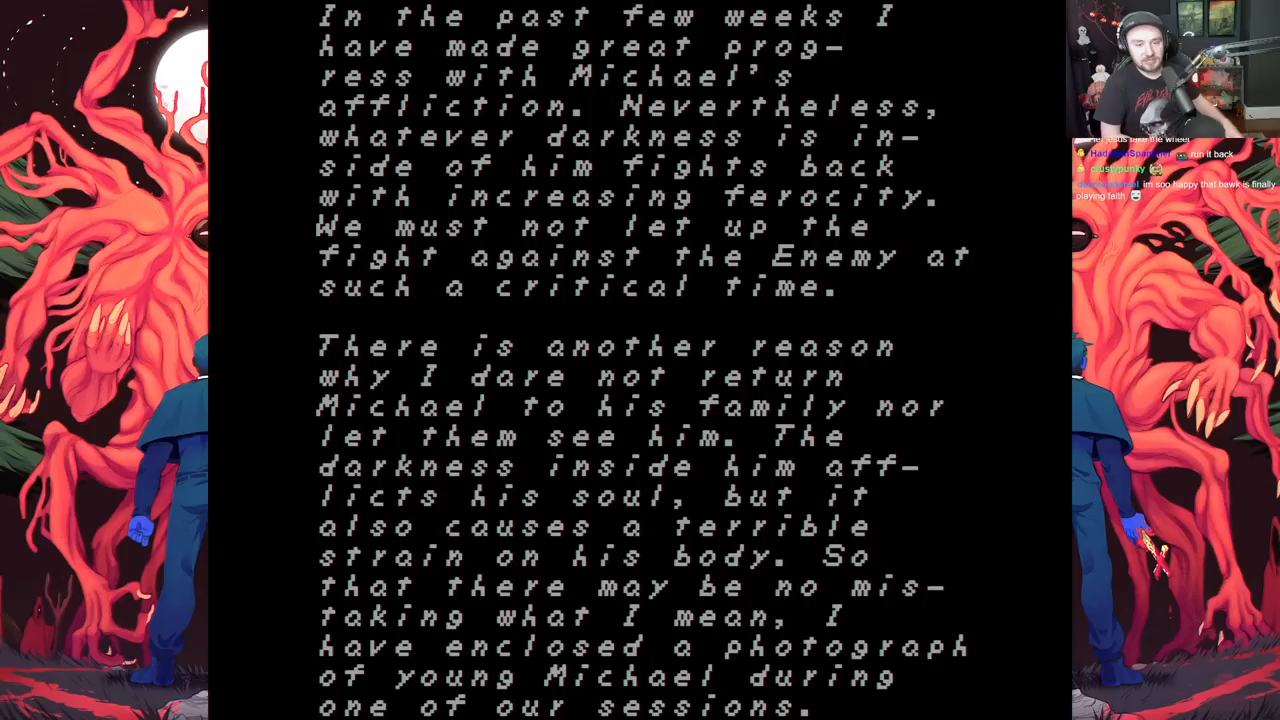 In the past few weeks I
have made great prog-
ress with Michael's
affliction. Nevertheless,
whatever darkness is in-
side of him fights back
with increasing ferocity.
We must not let up the
fight against the Enemy at
such a critical time.
There is another reason
why I dare not return
Michael to his family nor
let them see him. The
darkness inside him aff-
licts his soul, but it
also causes a terrible
strain on his body. So
that there may be no mis-
taking what I mean, I
have enclosed a photograph
of young Michael during
one of our sessions.
jesus take the wheel
run it back
crustypunky
im soo happy that bawk is finally
playing faith